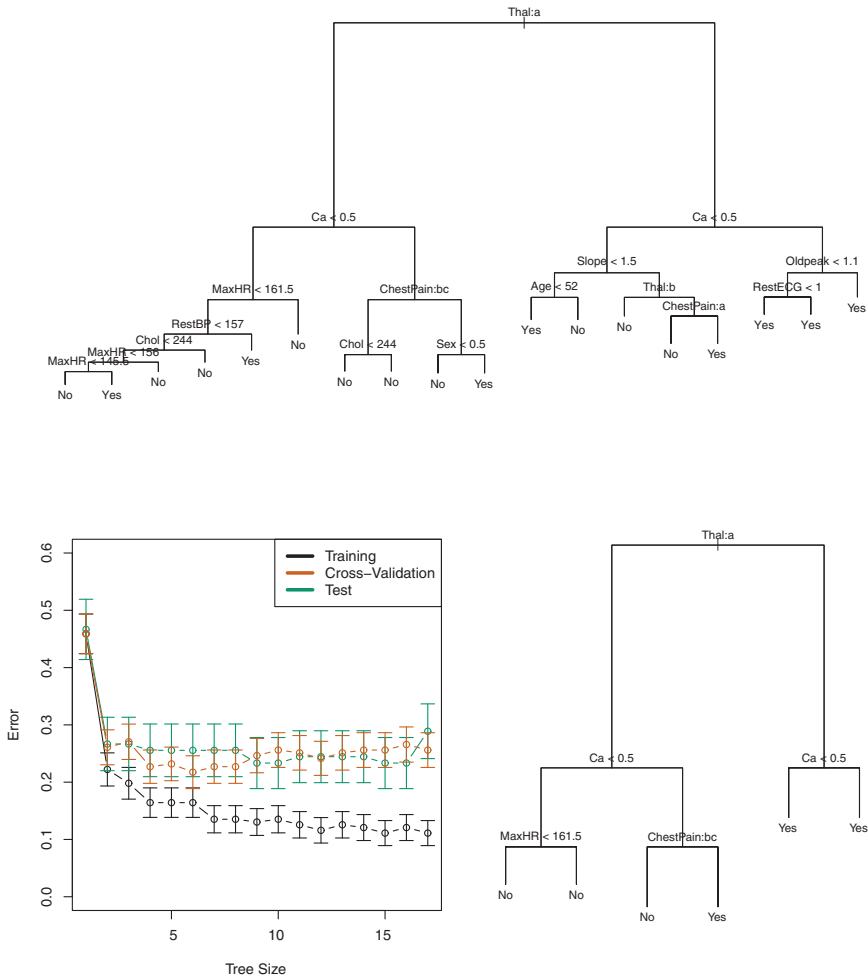 Thal:a
Ca < 0.5
Ca < 0.5
MaxHR < 161.5
ChestPain:bc
Slope < 1.5
Oldpeak < 1.1
RestBP < 157
Chol < 244
MaxHR < 156
MaxHR < 145.5
Chol < 244
Sex < 0.5
Age < 52
Thal:b
ChestPain:a
RestECG < 1
No
Yes
No
No
Yes
No
No
No
No
Yes
Yes
No
No
No
Yes
Yes
Yes
Yes
0.6
0.5
0.4
0.3
0.2
0.1
0.0
Error
Training
Cross−Validation
Test
5
10
15
Tree Size
Thal:a
Ca < 0.5
Ca < 0.5
MaxHR < 161.5
ChestPain:bc
Yes
Yes
No
No
No
Yes